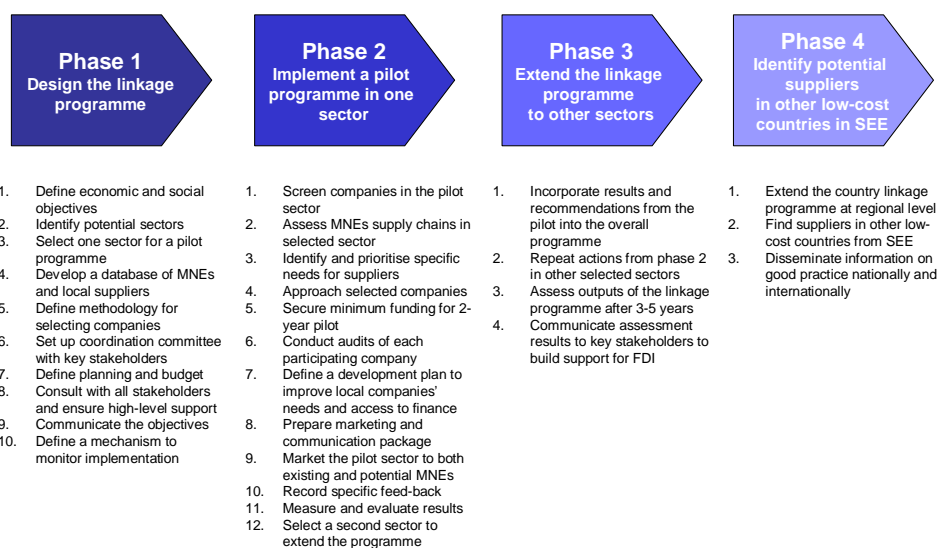 Phase 1
Design the linkage
programme
Phase 2
Implement a pilot
programme in one
sector
Phase 3
Extend the linkage
programme
to other sectors
Phase 4
Identify potential
suppliers
in other low-cost
countries in SEE
1. Define economic and social
objectives
2. Identify potential sectors
3. Select one sector for a pilot
programme
4. Develop a database of MNEs
and local suppliers
5. Define methodology for
selecting companies
6. Set up coordination committee
with key stakeholders
7. Define planning and budget
8. Consult with all stakeholders
and ensure high-level support
9. Communicate the objectives
10. Define a mechanism to
monitor implementation
1. Screen companies in the pilot
sector
2. Assess MNEs supply chains in
selected sector
3. Identify and prioritise specific
needs for suppliers
4. Approach selected companies
5. Secure minimum funding for 2-
year pilot
6. Conduct audits of each
participating company
7. Define a development plan to
improve local companies'
needs and access to finance
8. Prepare marketing and
communication package
9. Market the pilot sector to both
existing and potential MNEs
10. Record specific feed-back
11. Measure and evaluate results
12. Select a second sector to
extend the programme
1. Incorporate results and
recommendations from the
pilot into the overall
programme
2. Repeat actions from phase 2
in other selected sectors
3. Assess outputs of the linkage
programme after 3-5 years
4. Communicate assessment
results to key stakeholders to
build support for FDI
1. Extend the country linkage
programme at regional level
2. Find suppliers in other low-
cost countries from SEE
3. Disseminate information on
good practice nationally and
internationally